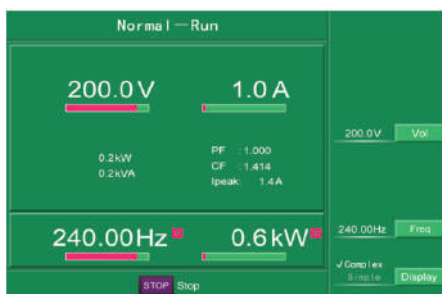 Normal—Run
200.0V 1.0A
0.2kW
0.2kVA
PF :1.000
CF :1.414
Ipeak: 1.4A
240.00Hz 0.6kW
STOP Stop
200.0V Vol
240.00Hz Freq
√Complex
Simple Display